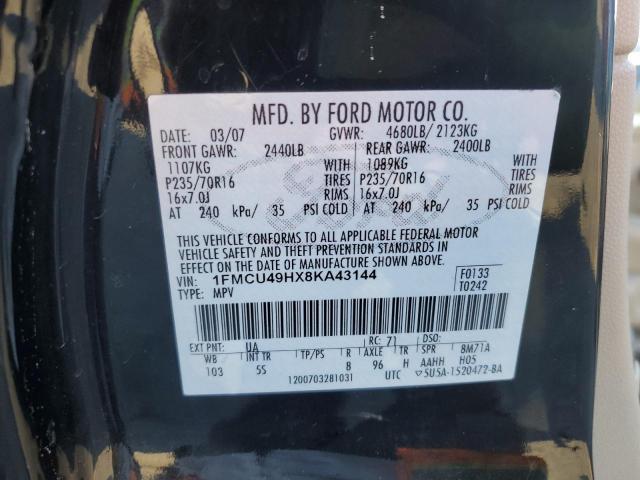 MFD. BY FORD MOTOR CO.
DATE: 03/07 GVWR: 4680LB/ 2123KG
FRONT GAWR: 2440LB REAR GAWR: 2400LB
1107KG WITH 1089KG WITH
P235/70R16 TIRES P235/70R16 TIRES
16x7.0J RIMS 16x7.0J RIMS
AT 240 kPa/ 35 PSI COLD AT 240 kPa/ 35 PSI COLD
THIS VEHICLE CONFORMS TO ALL APPLICABLE FEDERAL MOTOR
VEHICLE SAFETY AND THEFT PREVENTION STANDARDS IN
EFFECT ON THE DATE OF MANUFACTURE SHOWN ABOVE.
VIN: 1FMCU49HX8KA43144 F0133
TYPE: MPV T0242
EXT PNT: UA RC: 71 DSO:
WB INT TR TP/PS R AXLE TR SPR 8M71A
103 5S 8 96 H AAHH H05
1200703281031 UTC 5U5A-1520472-BA
Ford